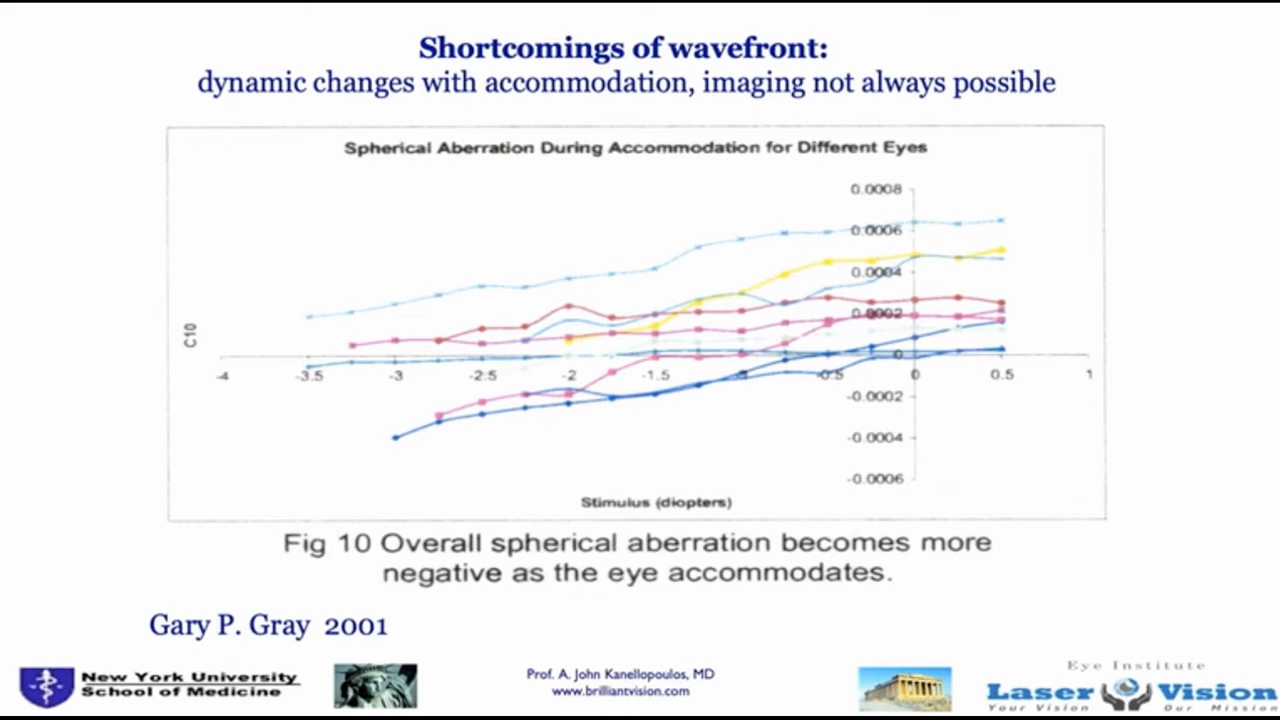 Shortcomings of wavefront:
dynamic changes with accommodation, imaging not always possible
Spherical Aberration During Accommodation for Different Eyes
0.0008
0.0006
0.0004
0.0002
0
-4 -3.5 -3 -2.5 -2 -1.5 -0.5 0 0.5 1
-0.0002
-0.0004
-0.0006
C10
Stimulus (diopters)
Fig 10 Overall spherical aberration becomes more
negative as the eye accommodates.
Gary P. Gray 2001
New York University
School of Medicine
Prof. A. John Kanellopoulos, MD
www.brilliantvision.com
Eye Institute
Laser Vision
Your Vision Our Mission